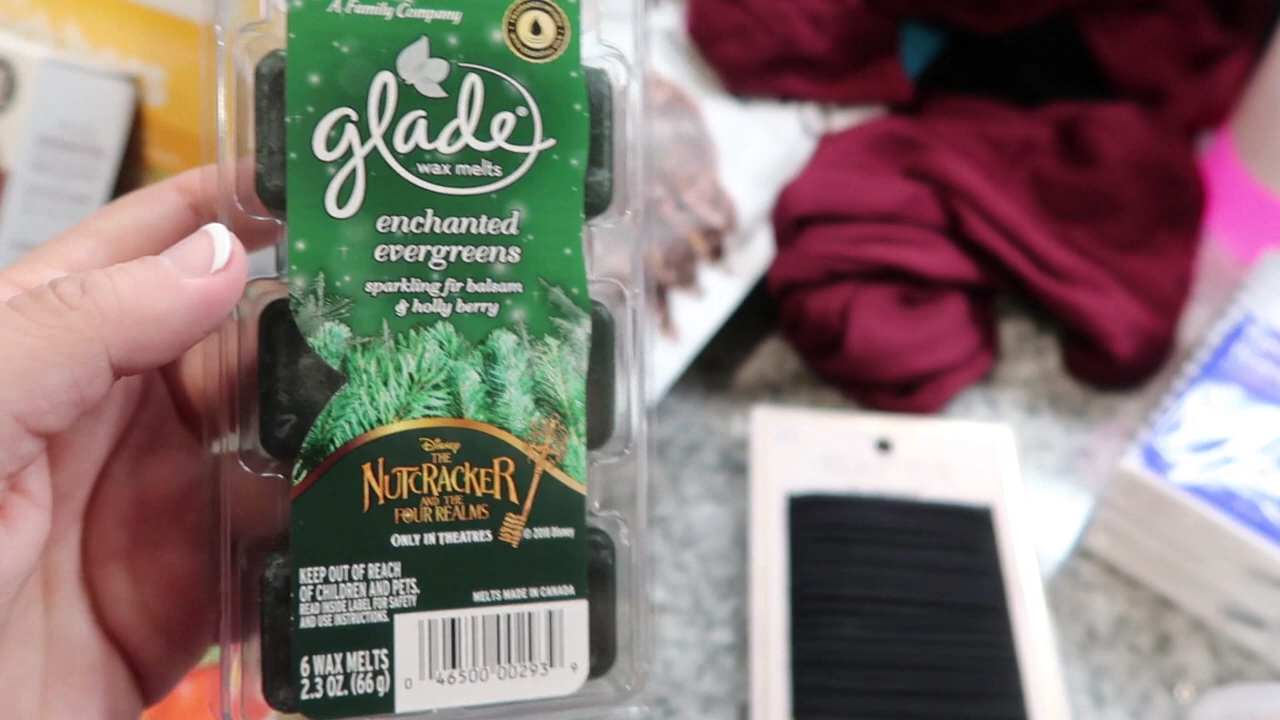 A Family Company
glade®
wax melts
enchanted
evergreens
sparkling fir balsam
& holly berry
Disney
THE
NUTCRACKER
AND THE
FOUR REALMS
ONLY IN THEATRES
© 2018 Disney
KEEP OUT OF REACH
OF CHILDREN AND PETS.
READ INSIDE LABEL FOR SAFETY
AND USE INSTRUCTIONS.
MELTS MADE IN CANADA
6 WAX MELTS
2.3 OZ. (66 g)
0 46500 00293 9